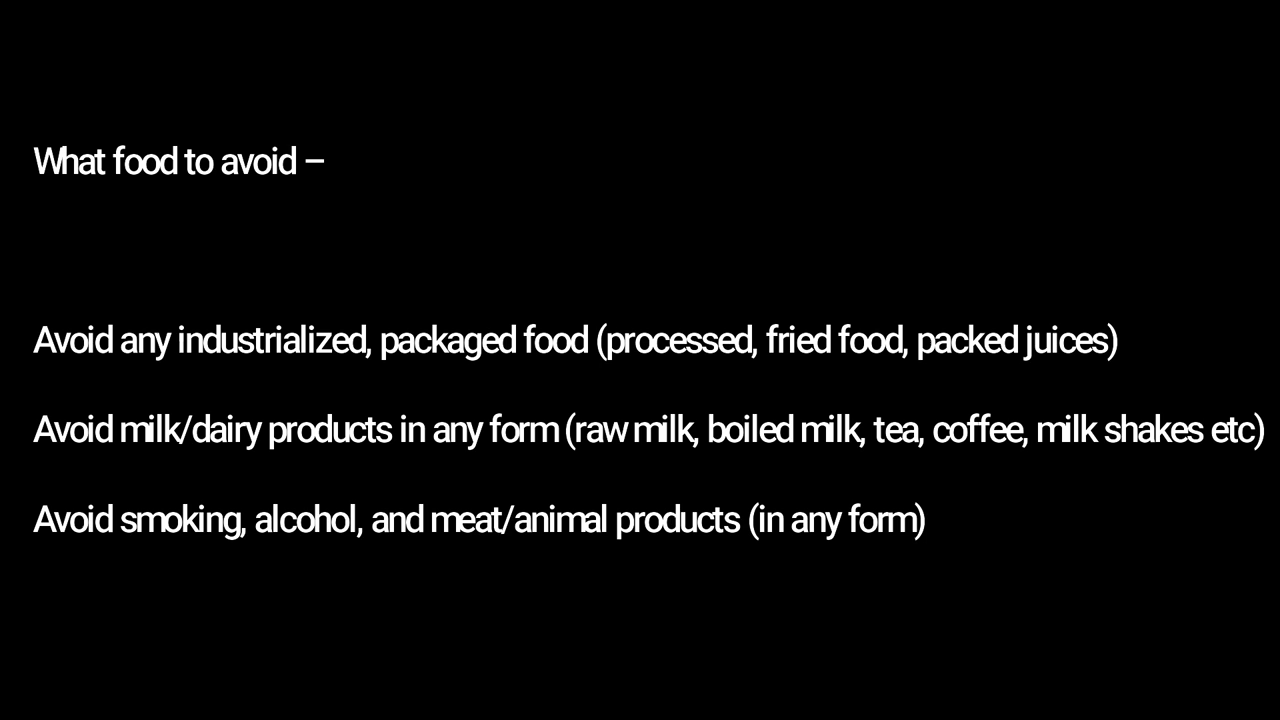 What food to avoid –
Avoid any industrialized, packaged food (processed, fried food, packed juices)
Avoid milk/dairy products in any form (raw milk, boiled milk, tea, coffee, milk shakes etc)
Avoid smoking, alcohol, and meat/animal products (in any form)